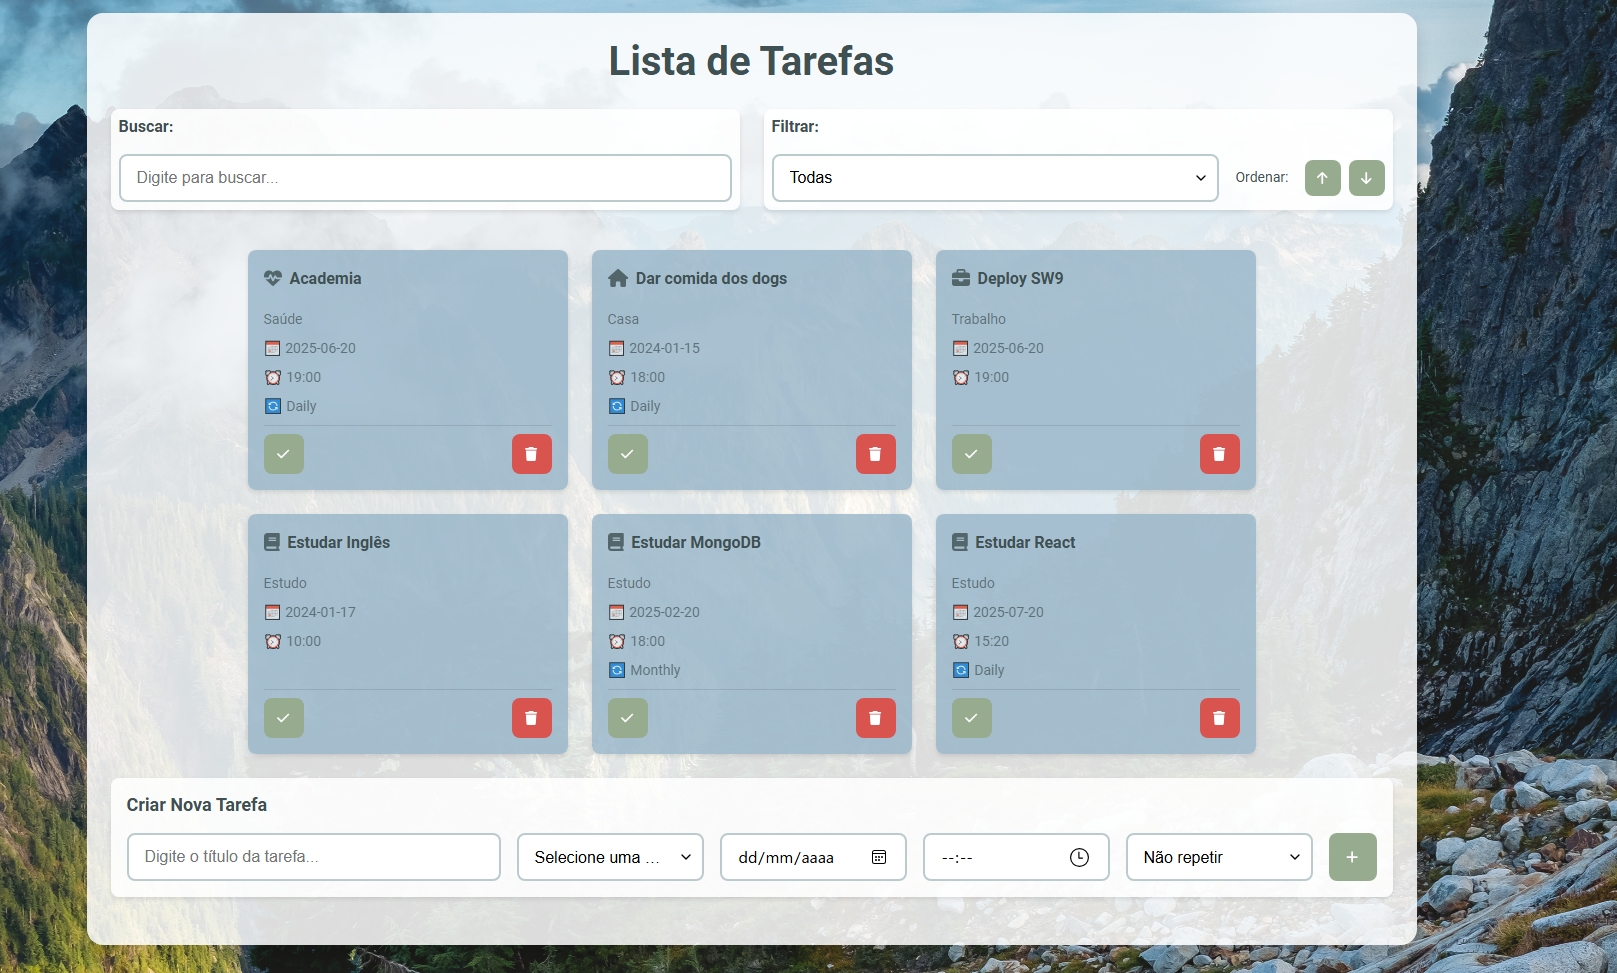 Lista de Tarefas
Buscar:
Digite para buscar...
Filtrar:
Todas
Ordenar:
Academia
Saúde
2025-06-20
19:00
Daily
Dar comida dos dogs
Casa
2024-01-15
18:00
Daily
Deploy SW9
Trabalho
2025-06-20
19:00
Estudar Inglês
Estudo
2024-01-17
10:00
Estudar MongoDB
Estudo
2025-02-20
18:00
Monthly
Estudar React
Estudo
2025-07-20
15:20
Daily
Criar Nova Tarefa
Digite o título da tarefa...
Selecione uma ...
dd/mm/aaaa
--:--
Não repetir